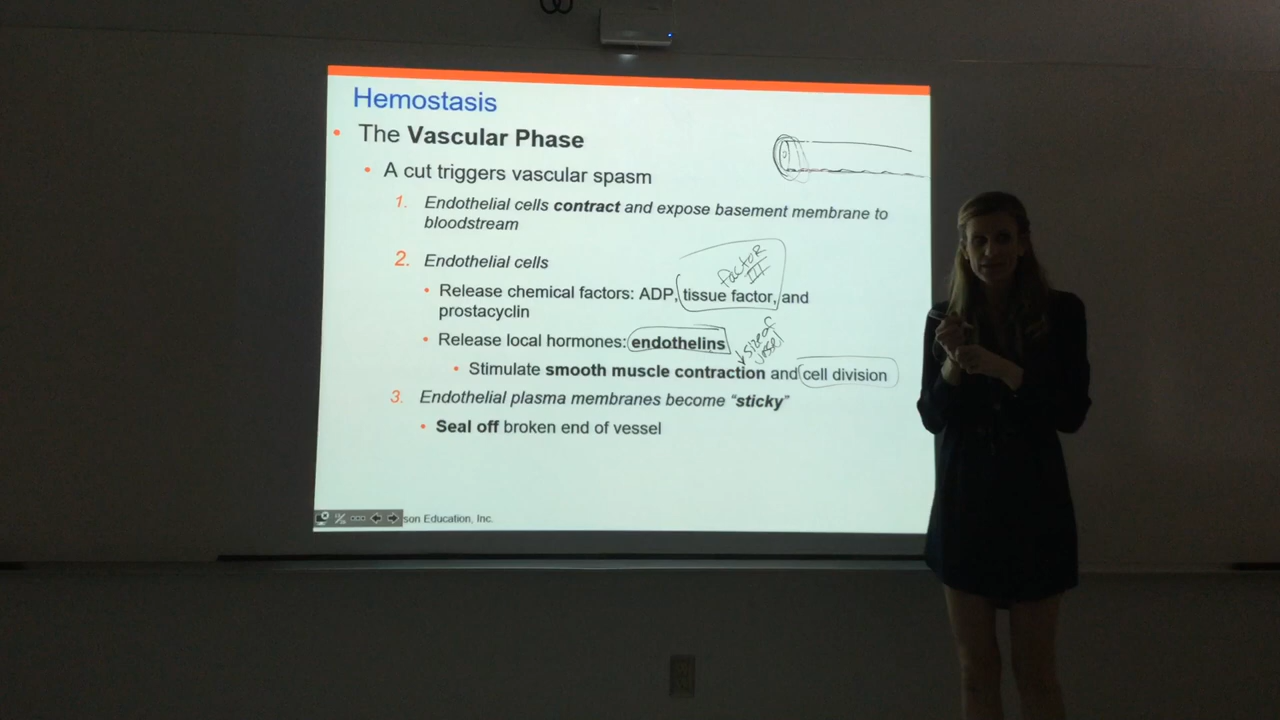 Hemostasis
• The Vascular Phase
• A cut triggers vascular spasm
1. Endothelial cells contract and expose basement membrane to
bloodstream
2. Endothelial cells
factor
III
• Release chemical factors: ADP, tissue factor, and
prostacyclin
• Release local hormones: endothelins
↓ size of
vessel
• Stimulate smooth muscle contraction and cell division
3. Endothelial plasma membranes become “sticky”
• Seal off broken end of vessel
son Education, Inc.